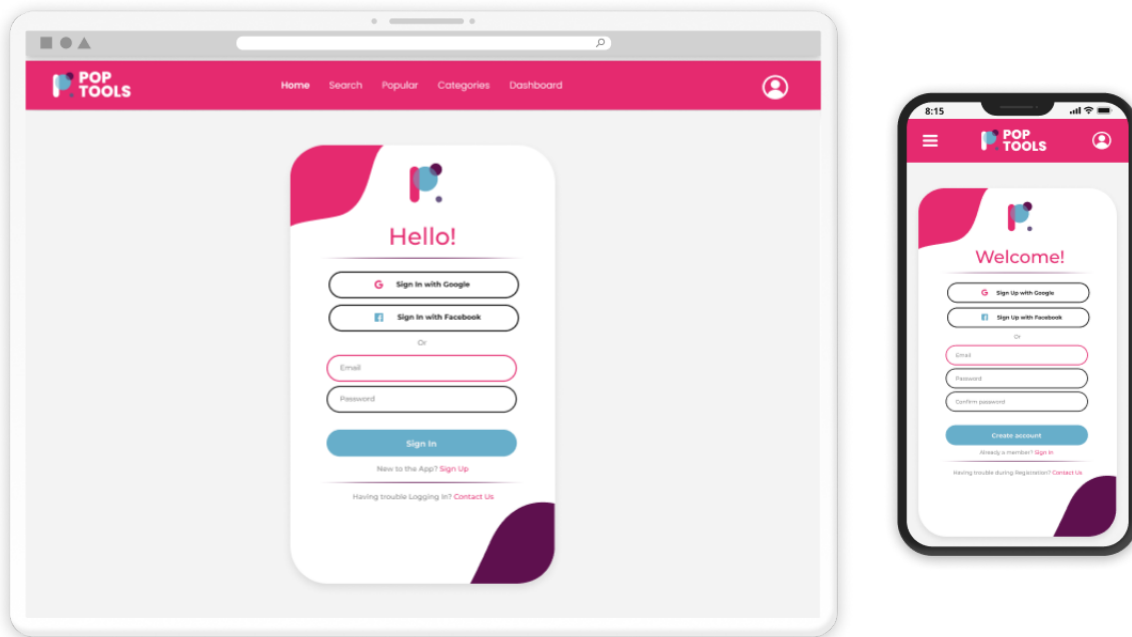 POP
TOOLS
Home Search Popular Categories Dashboard
Hello!
Sign In with Google
Sign In with Facebook
Or
Email
Password
Sign In
New to the App? Sign Up
Having trouble Logging In? Contact Us
8:15
POP
TOOLS
Welcome!
Sign Up with Google
Sign Up with Facebook
Or
Email
Password
Confirm password
Create account
Already a member? Sign In
Having trouble during Registration? Contact Us